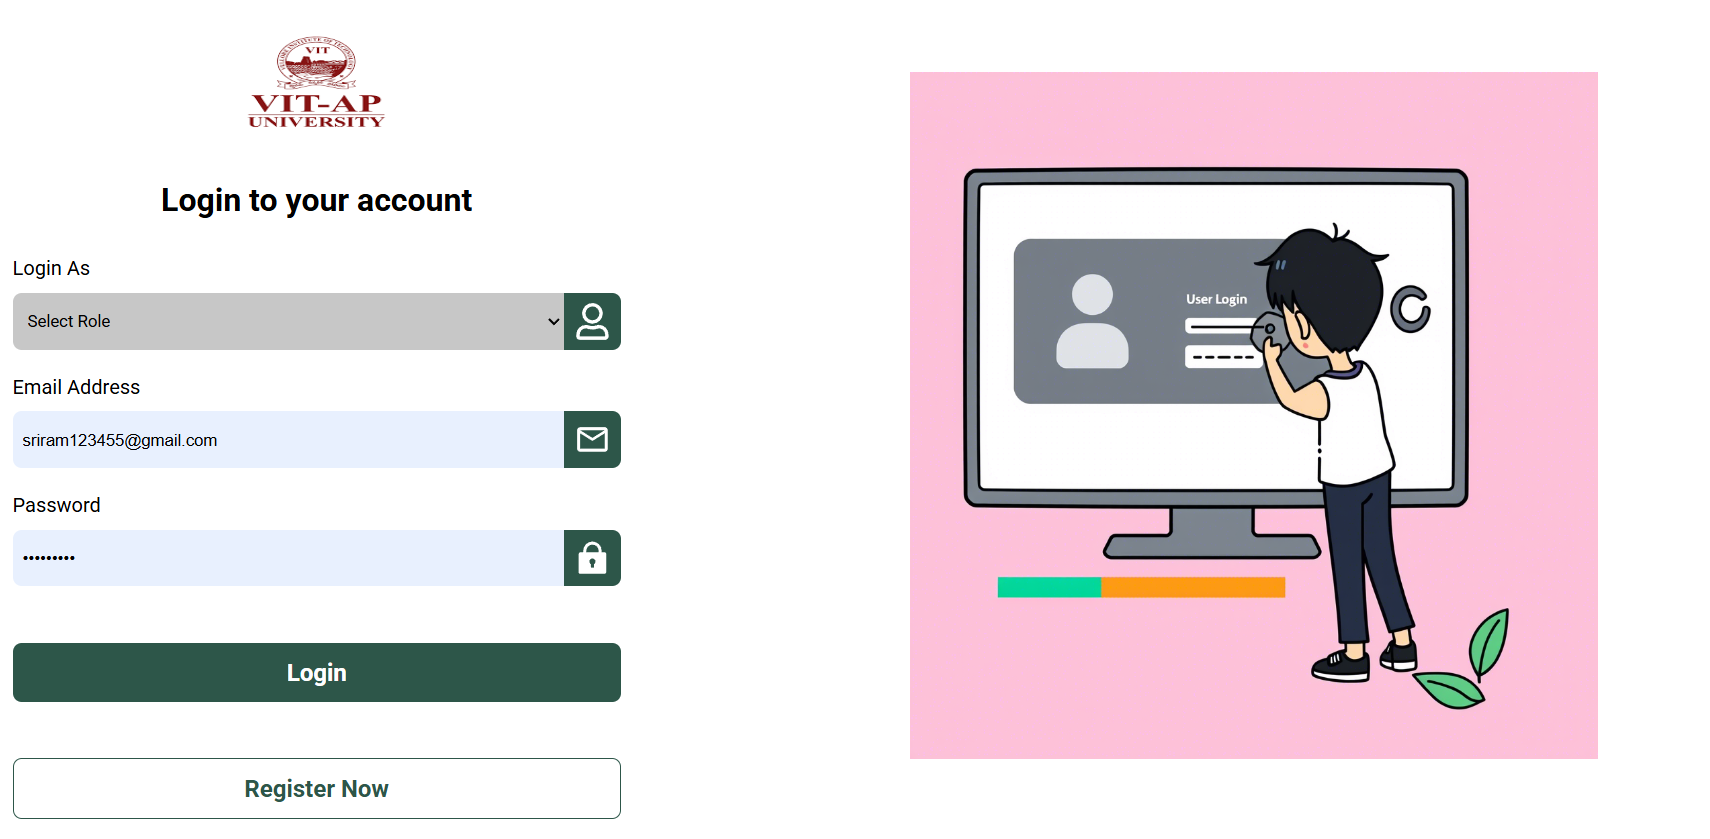 VIT
VIT-AP
UNIVERSITY
Login to your account
Login As
Select Role
Email Address
sriram123455@gmail.com
Password
•••••••••
Login
Register Now
User Login